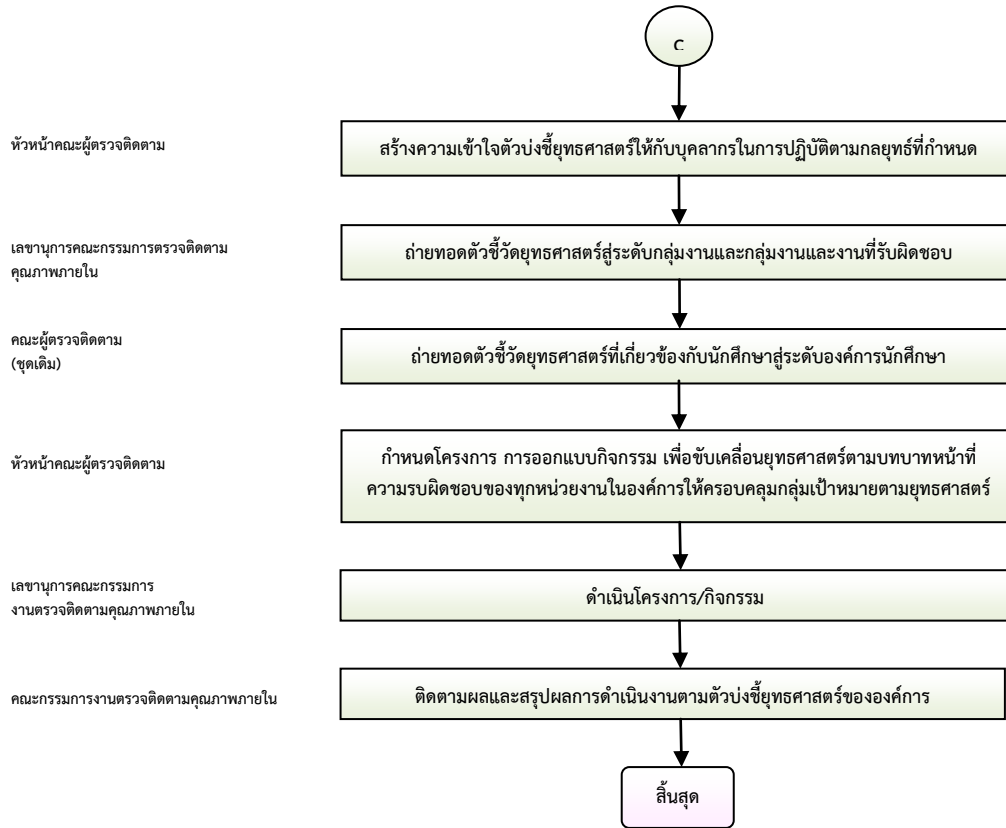 C
หัวหน้าคณะผู้ตรวจติดตาม
สร้างความเข้าใจตัวบ่งชี้ยุทธศาสตร์ให้กับบุคลากรในการปฏิบัติตามกลยุทธ์ที่กำหนด
เลขานุการคณะกรรมการตรวจติดตาม
คุณภาพภายใน
ถ่ายทอดตัวชี้วัดยุทธศาสตร์สู่ระดับกลุ่มงานและกลุ่มงานและงานที่รับผิดชอบ
คณะผู้ตรวจติดตาม
(ชุดเดิม)
ถ่ายทอดตัวชี้วัดยุทธศาสตร์ที่เกี่ยวข้องกับนักศึกษาสู่ระดับองค์การนักศึกษา
หัวหน้าคณะผู้ตรวจติดตาม
กำหนดโครงการ การออกแบบกิจกรรม เพื่อขับเคลื่อนยุทธศาสตร์ตามบทบาทหน้าที่
ความรบผิดชอบของทุกหน่วยงานในองค์การให้ครอบคลุมกลุ่มเป้าหมายตามยุทธศาสตร์
เลขานุการคณะกรรมการ
งานตรวจติดตามคุณภาพภายใน
ดำเนินโครงการ/กิจกรรม
คณะกรรมการงานตรวจติดตามคุณภาพภายใน
ติดตามผลและสรุปผลการดำเนินงานตามตัวบ่งชี้ยุทธศาสตร์ขององค์การ
สิ้นสุด